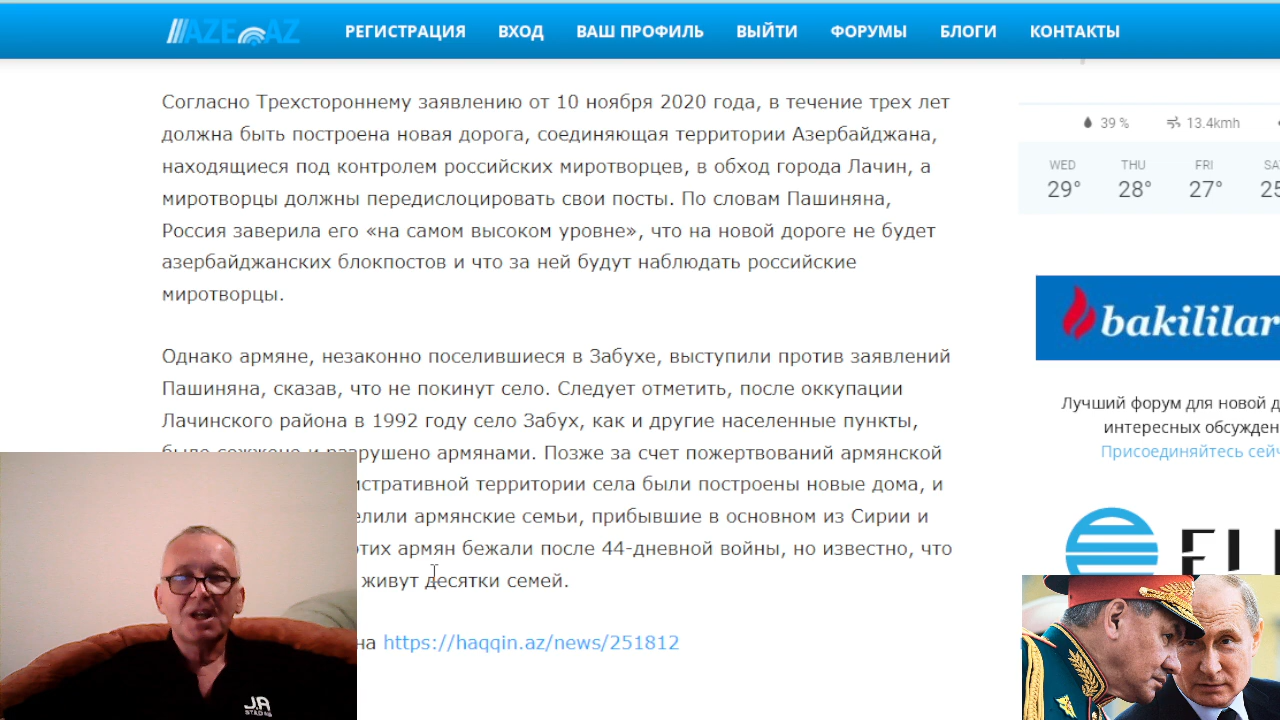 AZE AZ
РЕГИСТРАЦИЯ ВХОД ВАШ ПРОФИЛЬ ВЫЙТИ ФОРУМЫ БЛОГИ КОНТАКТЫ
Согласно Трехстороннему заявлению от 10 ноября 2020 года, в течение трех лет
должна быть построена новая дорога, соединяющая территории Азербайджана,
находящиеся под контролем российских миротворцев, в обход города Лачин, а
миротворцы должны передислоцировать свои посты. По словам Пашиняна,
Россия заверила его «на самом высоком уровне», что на новой дороге не будет
азербайджанских блокпостов и что за ней будут наблюдать российские
миротворцы.
Однако армяне, незаконно поселившиеся в Забухе, выступили против заявлений
Пашиняна, сказав, что не покинут село. Следует отметить, после оккупации
Лачинского района в 1992 году село Забух, как и другие населенные пункты,
было сожжено и разрушено армянами. Позже за счет пожертвований армянской
истративной территории села были построены новые дома, и
елили армянские семьи, прибывшие в основном из Сирии и
этих армян бежали после 44-дневной войны, но известно, что
живут десятки семей.
на https://haqqin.az/news/251812
39 % 13.4kmh
WED THU FRI SA
29° 28° 27° 25
bakililar
Лучший форум для новой д
интересных обсужден
Присоединяйтесь сейч
EL
J.A